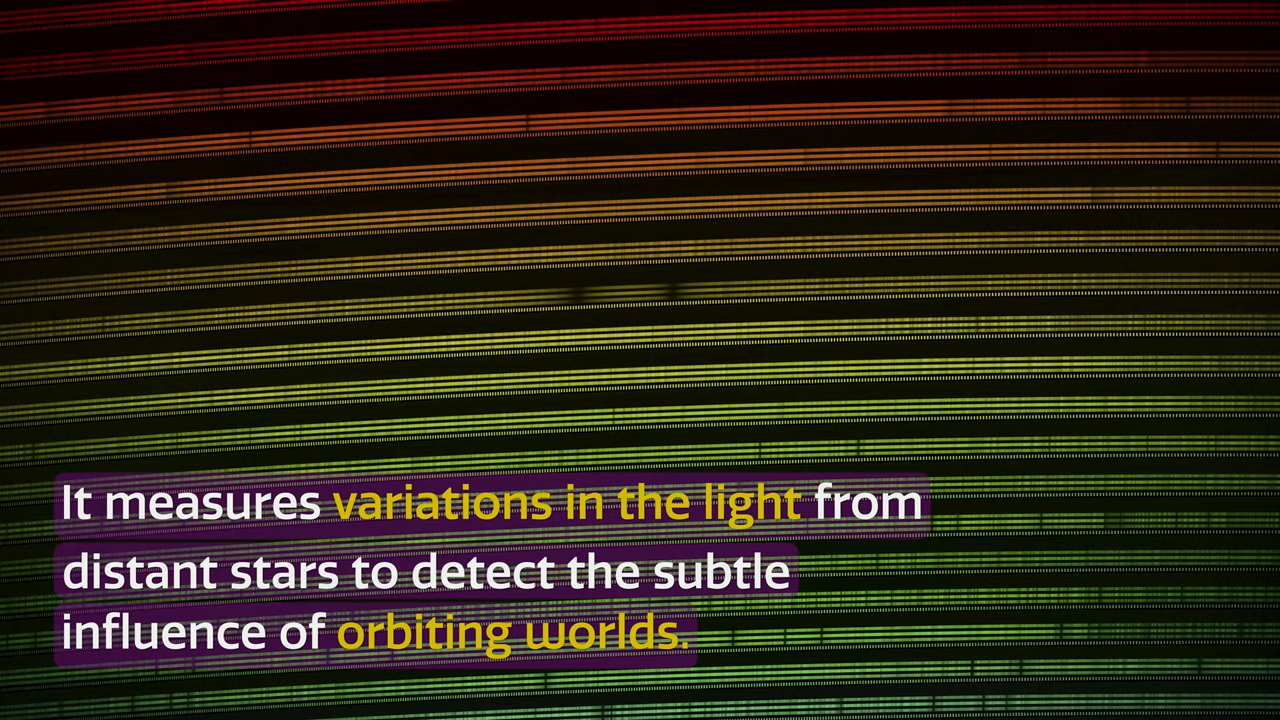 It measures variations in the light from
distant stars to detect the subtle
influence of orbiting worlds.